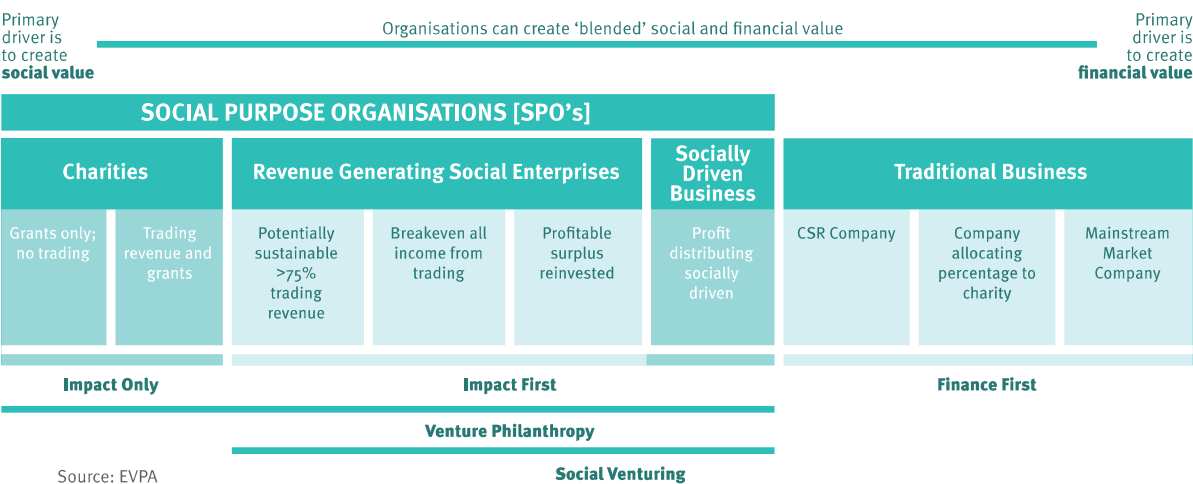 Primary
driver is
to create
social value
Organisations can create ‘blended’ social and financial value
Primary
driver is
to create
financial value
SOCIAL PURPOSE ORGANISATIONS [SPO's]
Charities
Revenue Generating Social Enterprises
Socially
Driven
Business
Traditional Business
Grants only;
no trading
Trading
revenue and
grants
Potentially
sustainable
>75%
trading
revenue
Breakeven all
income from
trading
Profitable
surplus
reinvested
Profit
distributing
socially
driven
CSR Company
Company
allocating
percentage to
charity
Mainstream
Market
Company
Impact Only
Impact First
Finance First
Venture Philanthropy
Social Venturing
Source: EVPA